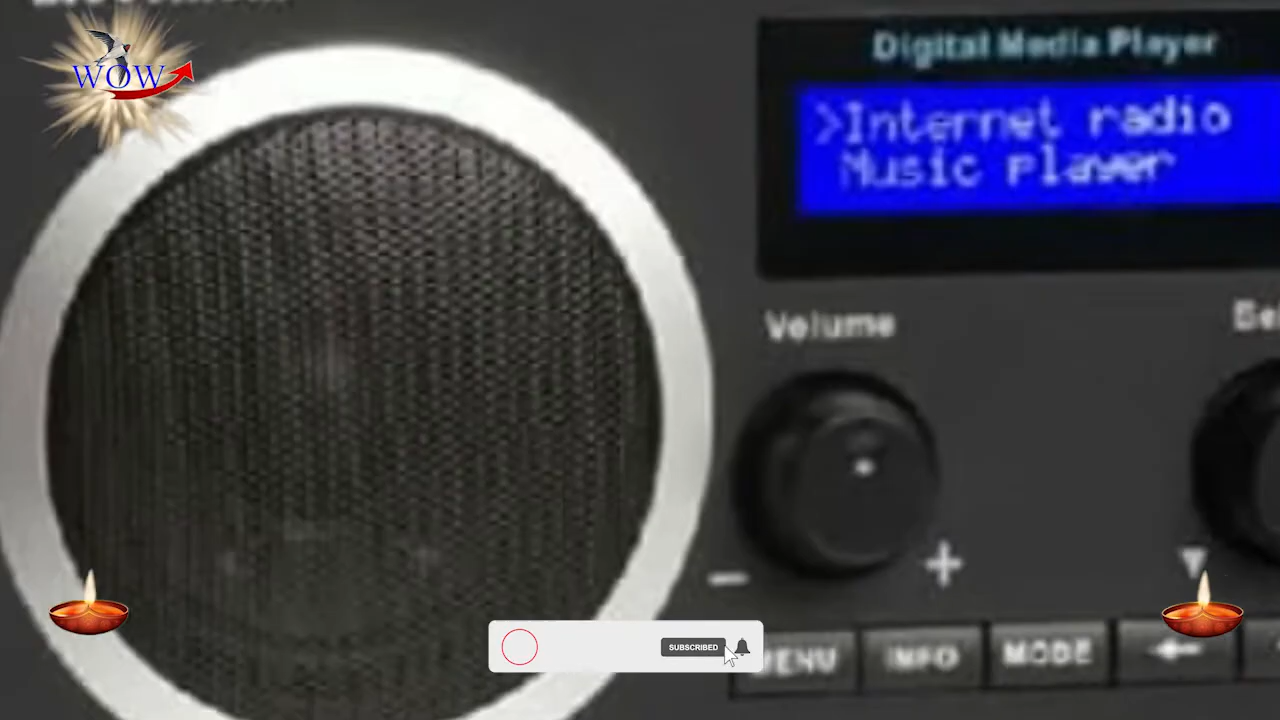 WOW
Digital Media Player
>Internet radio
Music player
Volume
- +
SUBSCRIBED
MENU
INFO
MODE